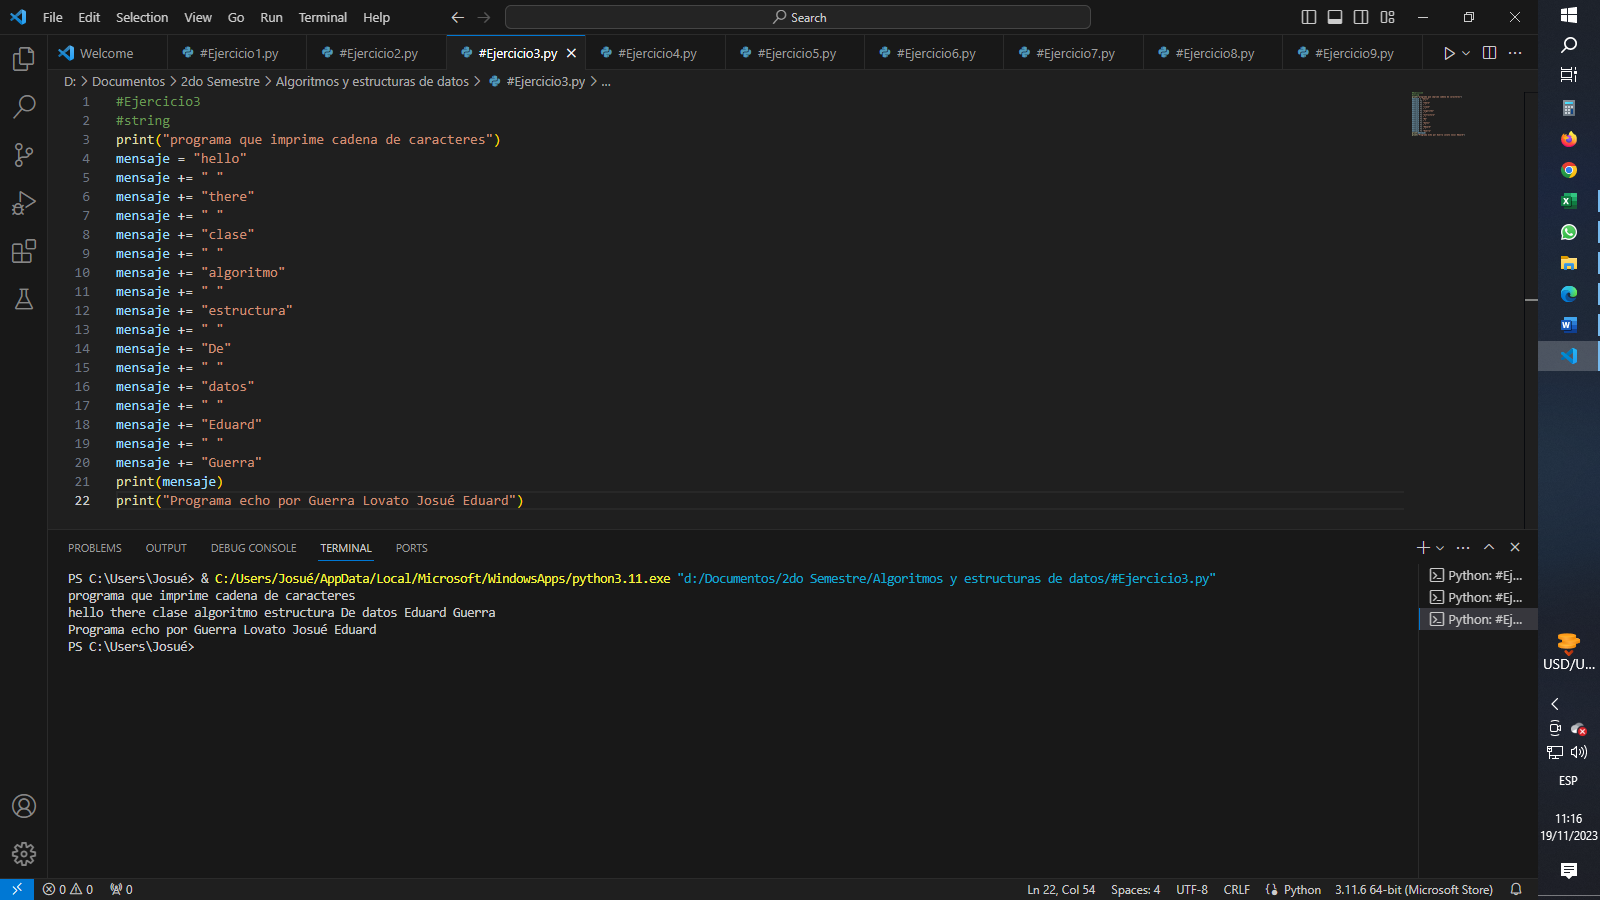 File Edit Selection View Go Run Terminal Help
Search
Welcome #Ejercicio1.py #Ejercicio2.py #Ejercicio3.py #Ejercicio4.py #Ejercicio5.py #Ejercicio6.py #Ejercicio7.py #Ejercicio8.py #Ejercicio9.py
D: > Documentos > 2do Semestre > Algoritmos y estructuras de datos > #Ejercicio3.py > ...
1 #Ejercicio3
2 #string
3 print("programa que imprime cadena de caracteres")
4 mensaje = "hello"
5 mensaje += " "
6 mensaje += "there"
7 mensaje += " "
8 mensaje += "clase"
9 mensaje += " "
10 mensaje += "algoritmo"
11 mensaje += " "
12 mensaje += "estructura"
13 mensaje += " "
14 mensaje += "De"
15 mensaje += " "
16 mensaje += "datos"
17 mensaje += " "
18 mensaje += "Eduard"
19 mensaje += " "
20 mensaje += "Guerra"
21 print(mensaje)
22 print("Programa echo por Guerra Lovato Josué Eduard")
PROBLEMS OUTPUT DEBUG CONSOLE TERMINAL PORTS
PS C:\Users\Josué> & C:/Users/Josué/AppData/Local/Microsoft/WindowsApps/python3.11.exe "d:/Documentos/2do Semestre/Algoritmos y estructuras de datos/#Ejercicio3.py"
programa que imprime cadena de caracteres
hello there clase algoritmo estructura De datos Eduard Guerra
Programa echo por Guerra Lovato Josué Eduard
PS C:\Users\Josué>
Python: #Ej...
Python: #Ej...
Python: #Ej...
USD/U...
ESP
11:16
19/11/2023
0 0 0
Ln 22, Col 54 Spaces: 4 UTF-8 CRLF Python 3.11.6 64-bit (Microsoft Store)